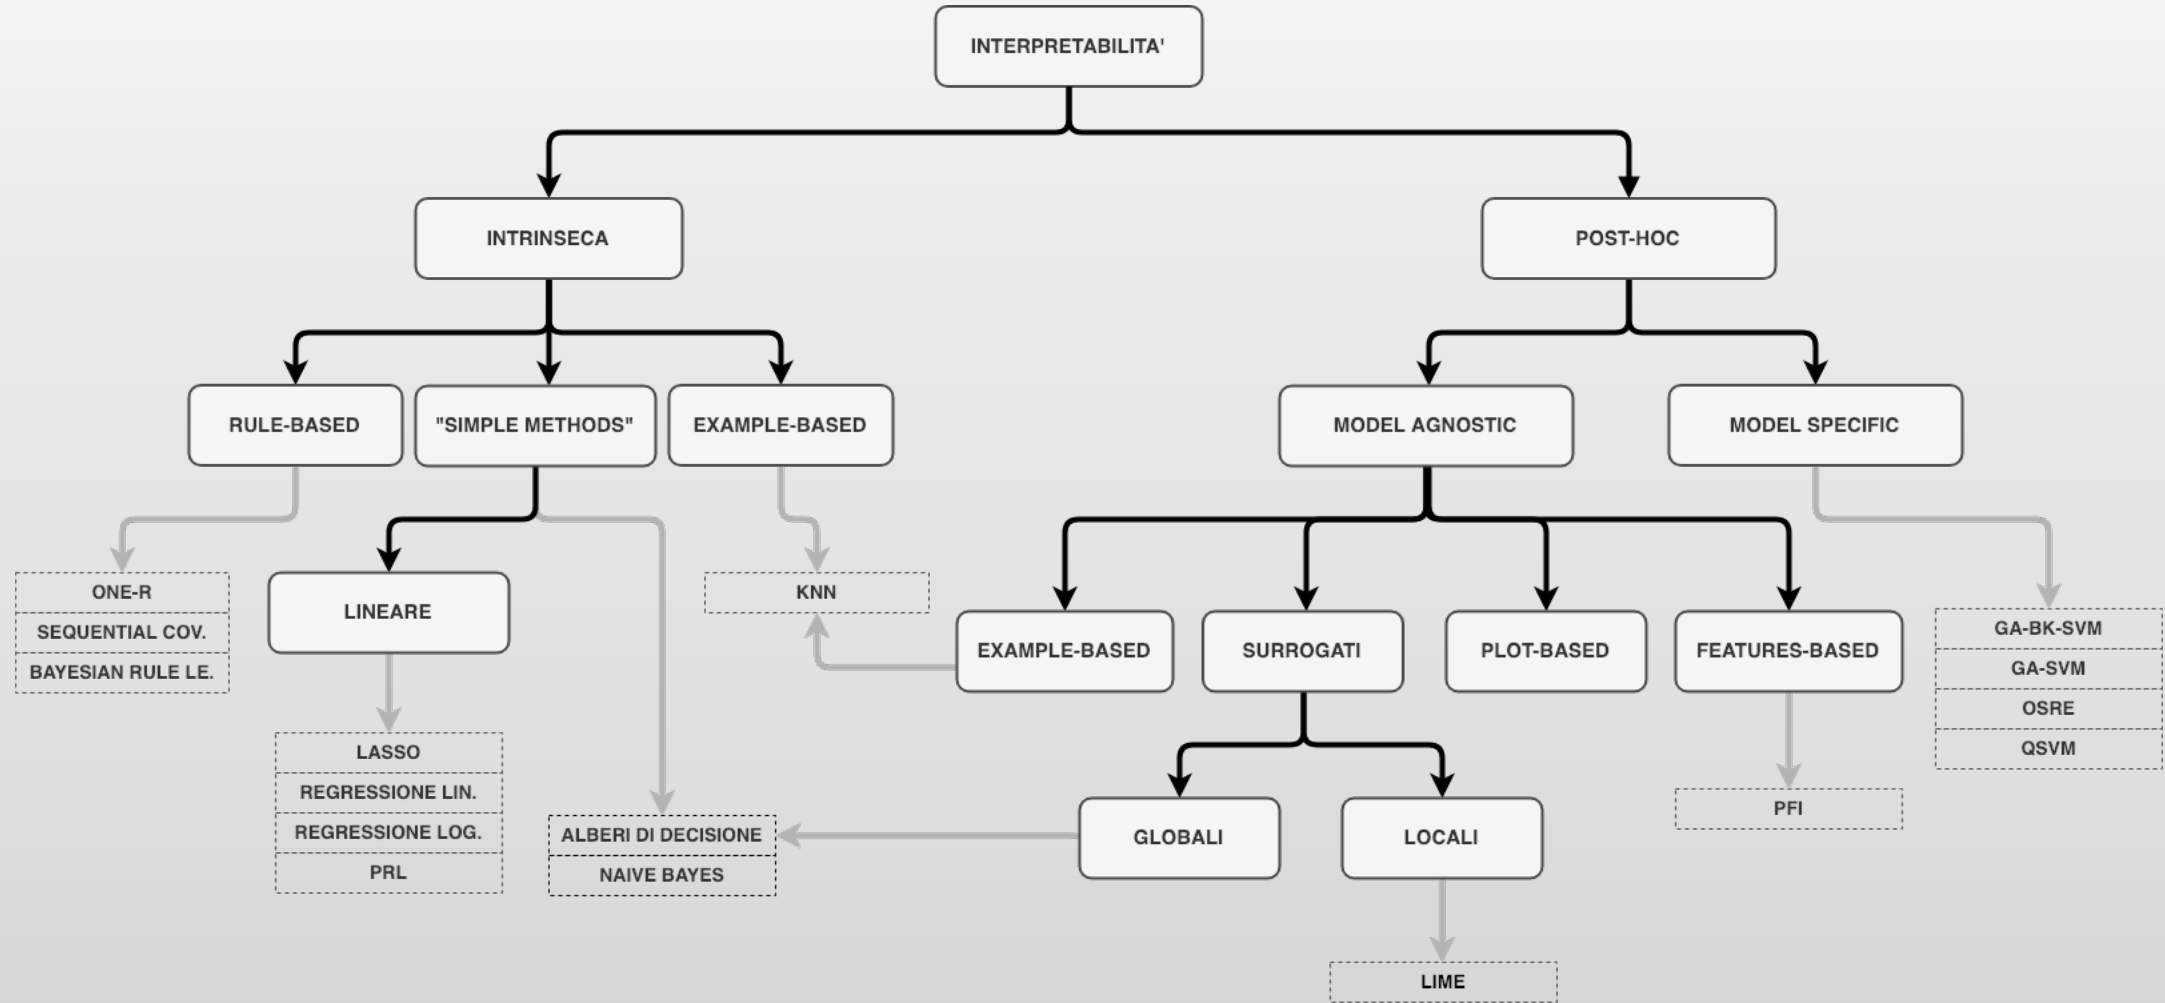 INTERPRETABILITA'
INTRINSECA
POST-HOC
RULE-BASED
"SIMPLE METHODS"
EXAMPLE-BASED
MODEL AGNOSTIC
MODEL SPECIFIC
ONE-R
SEQUENTIAL COV.
BAYESIAN RULE LE.
LINEARE
KNN
EXAMPLE-BASED
SURROGATI
PLOT-BASED
FEATURES-BASED
GA-BK-SVM
GA-SVM
OSRE
QSVM
LASSO
REGRESSIONE LIN.
REGRESSIONE LOG.
PRL
ALBERI DI DECISIONE
NAIVE BAYES
GLOBALI
LOCALI
PFI
LIME